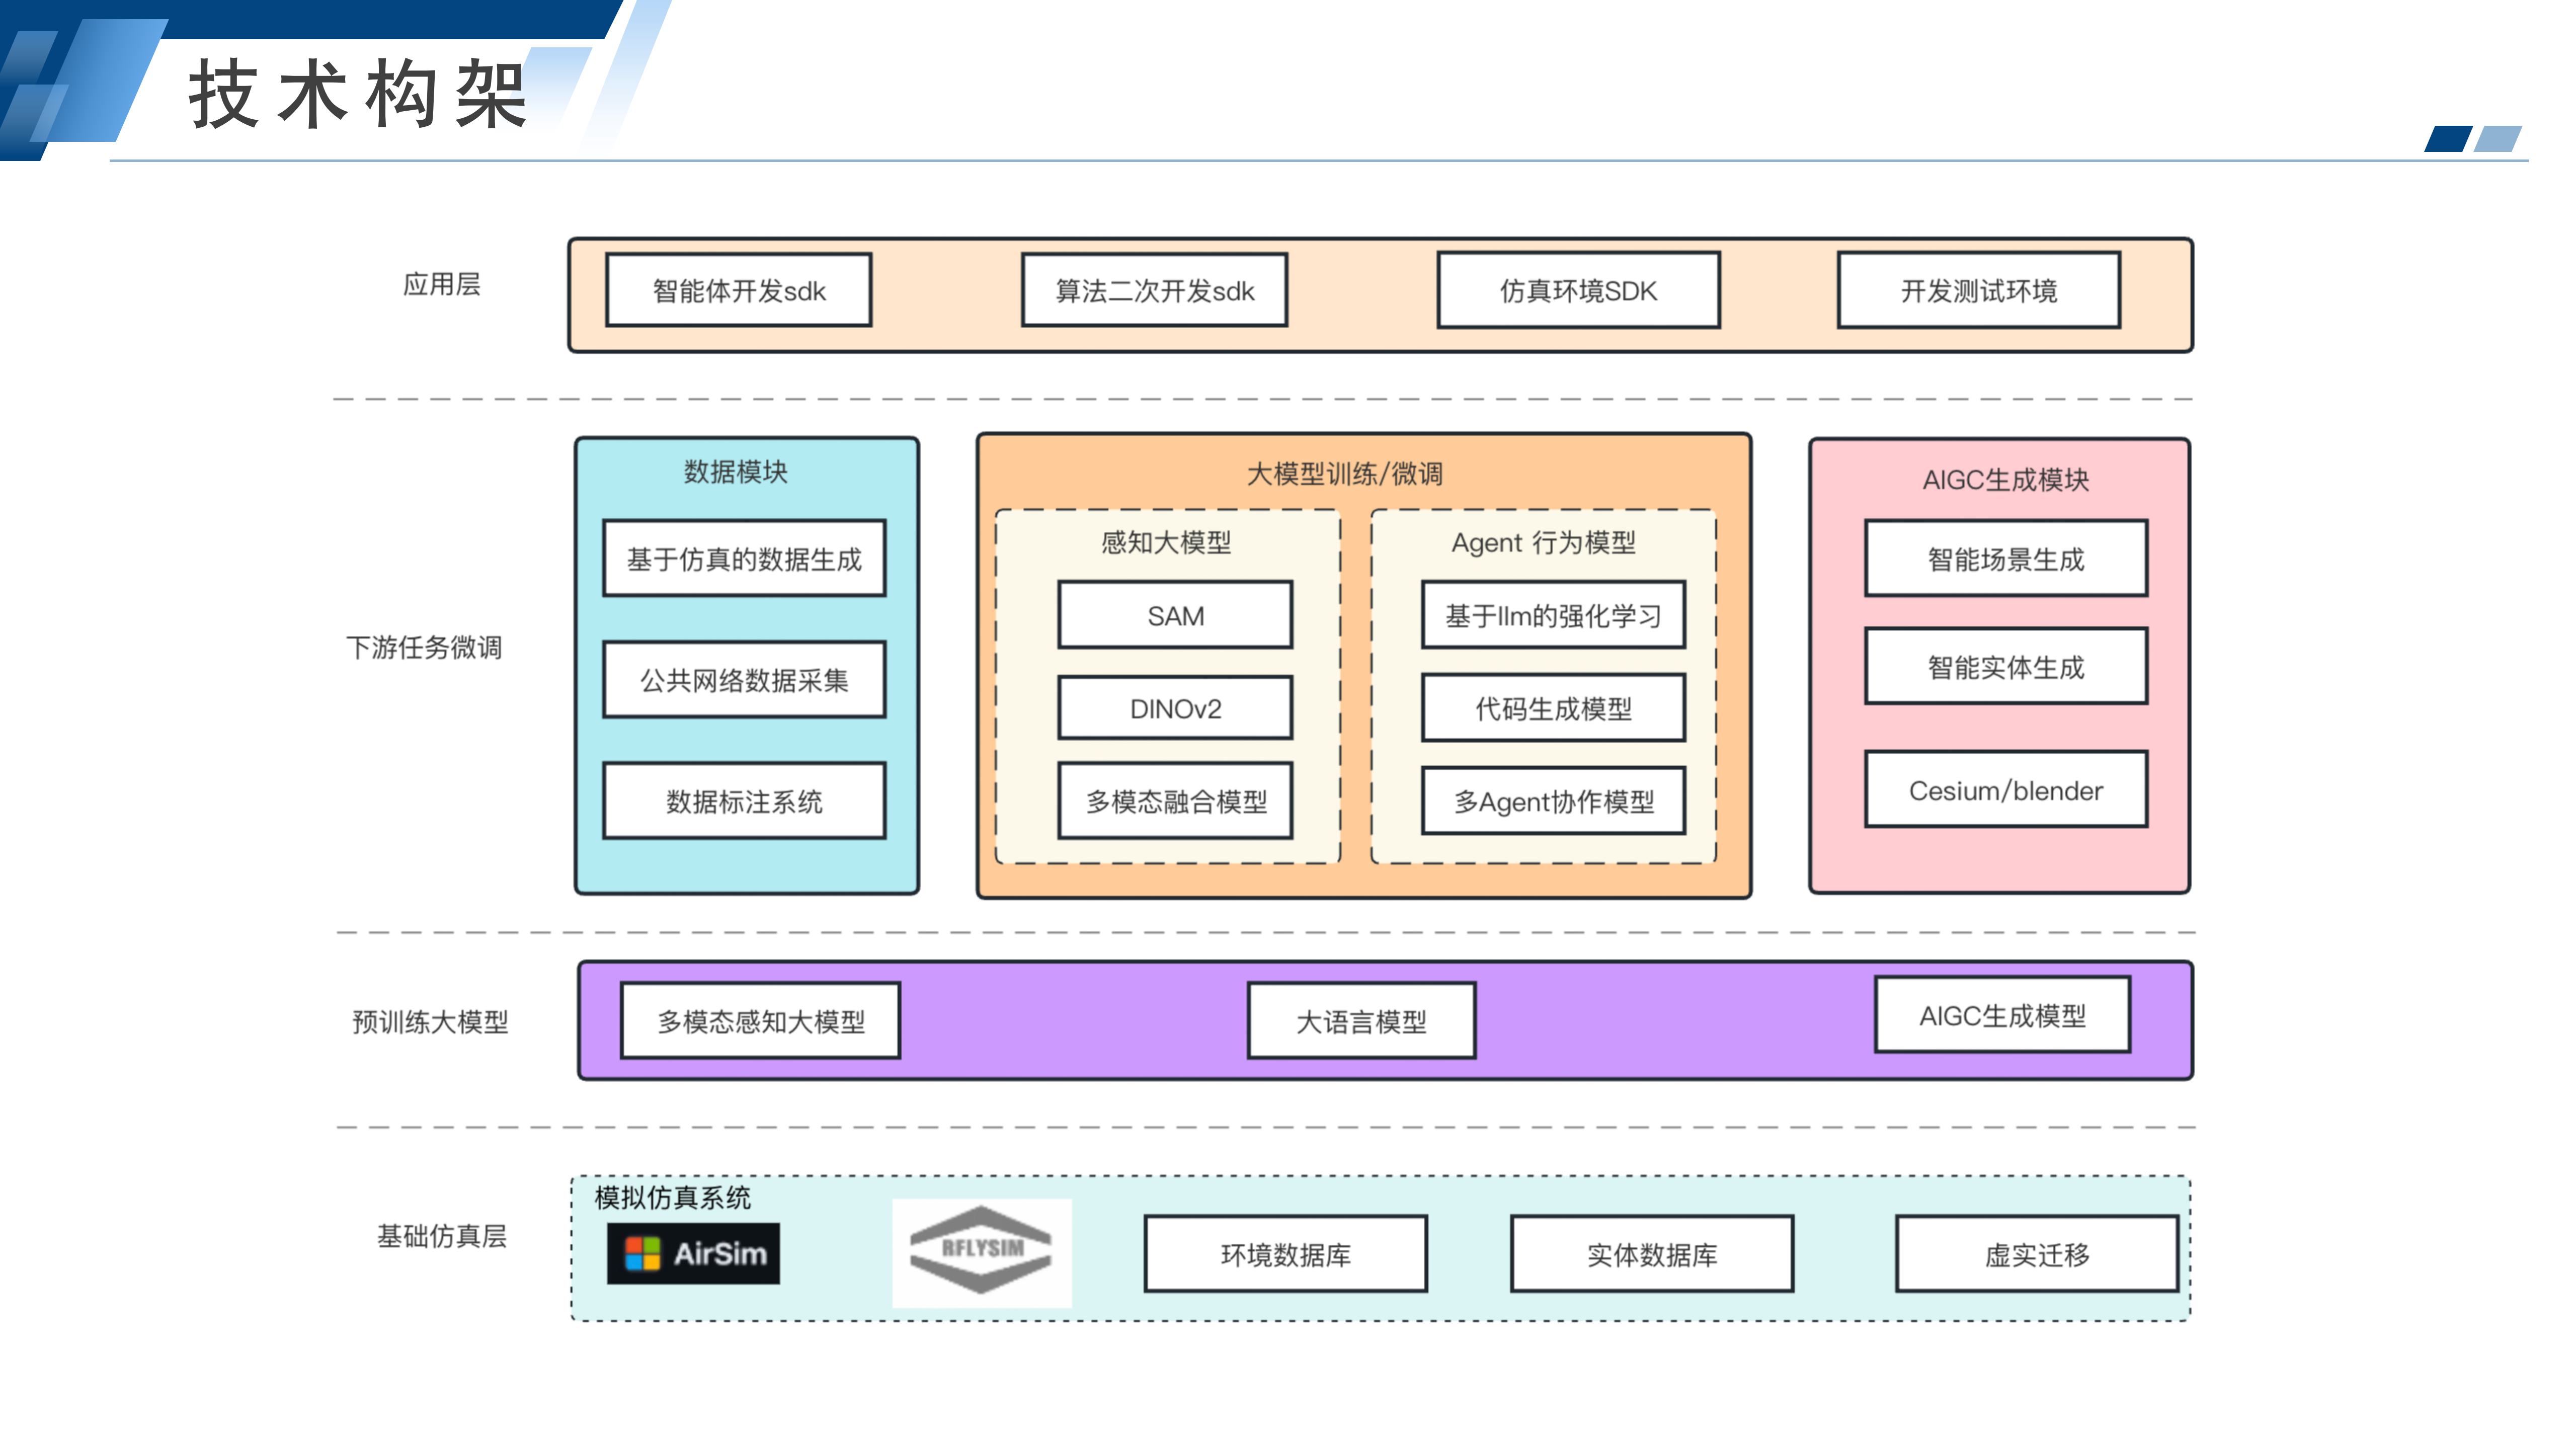 技术构架
应用层
智能体开发sdk
算法二次开发sdk
仿真环境SDK
开发测试环境
下游任务微调
数据模块
基于仿真的数据生成
公共网络数据采集
数据标注系统
大模型训练/微调
感知大模型
SAM
DINOv2
多模态融合模型
Agent 行为模型
基于llm的强化学习
代码生成模型
多Agent协作模型
AIGC生成模块
智能场景生成
智能实体生成
Cesium/blender
预训练大模型
多模态感知大模型
大语言模型
AIGC生成模型
基础仿真层
模拟仿真系统
AirSim
RFLYSIM
环境数据库
实体数据库
虚实迁移